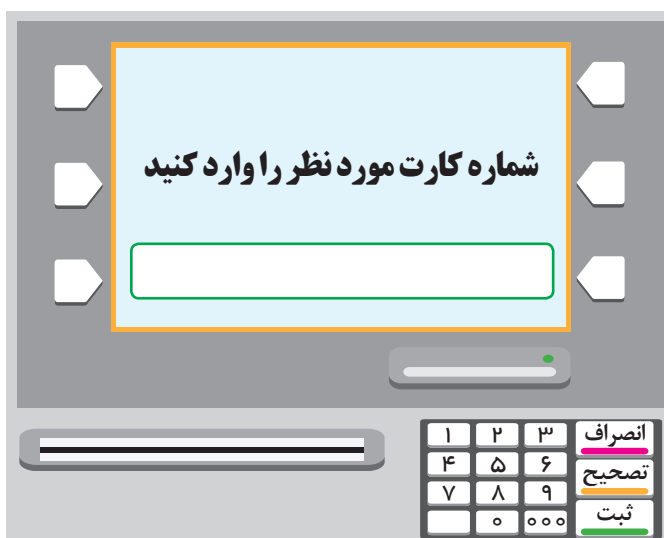 شماره کارت مورد نظر را وارد کنید
۱ ۲ ۳ انصراف
۴ ۵ ۶ تصحیح
۷ ۸ ۹
۰ ۰۰۰ ثبت